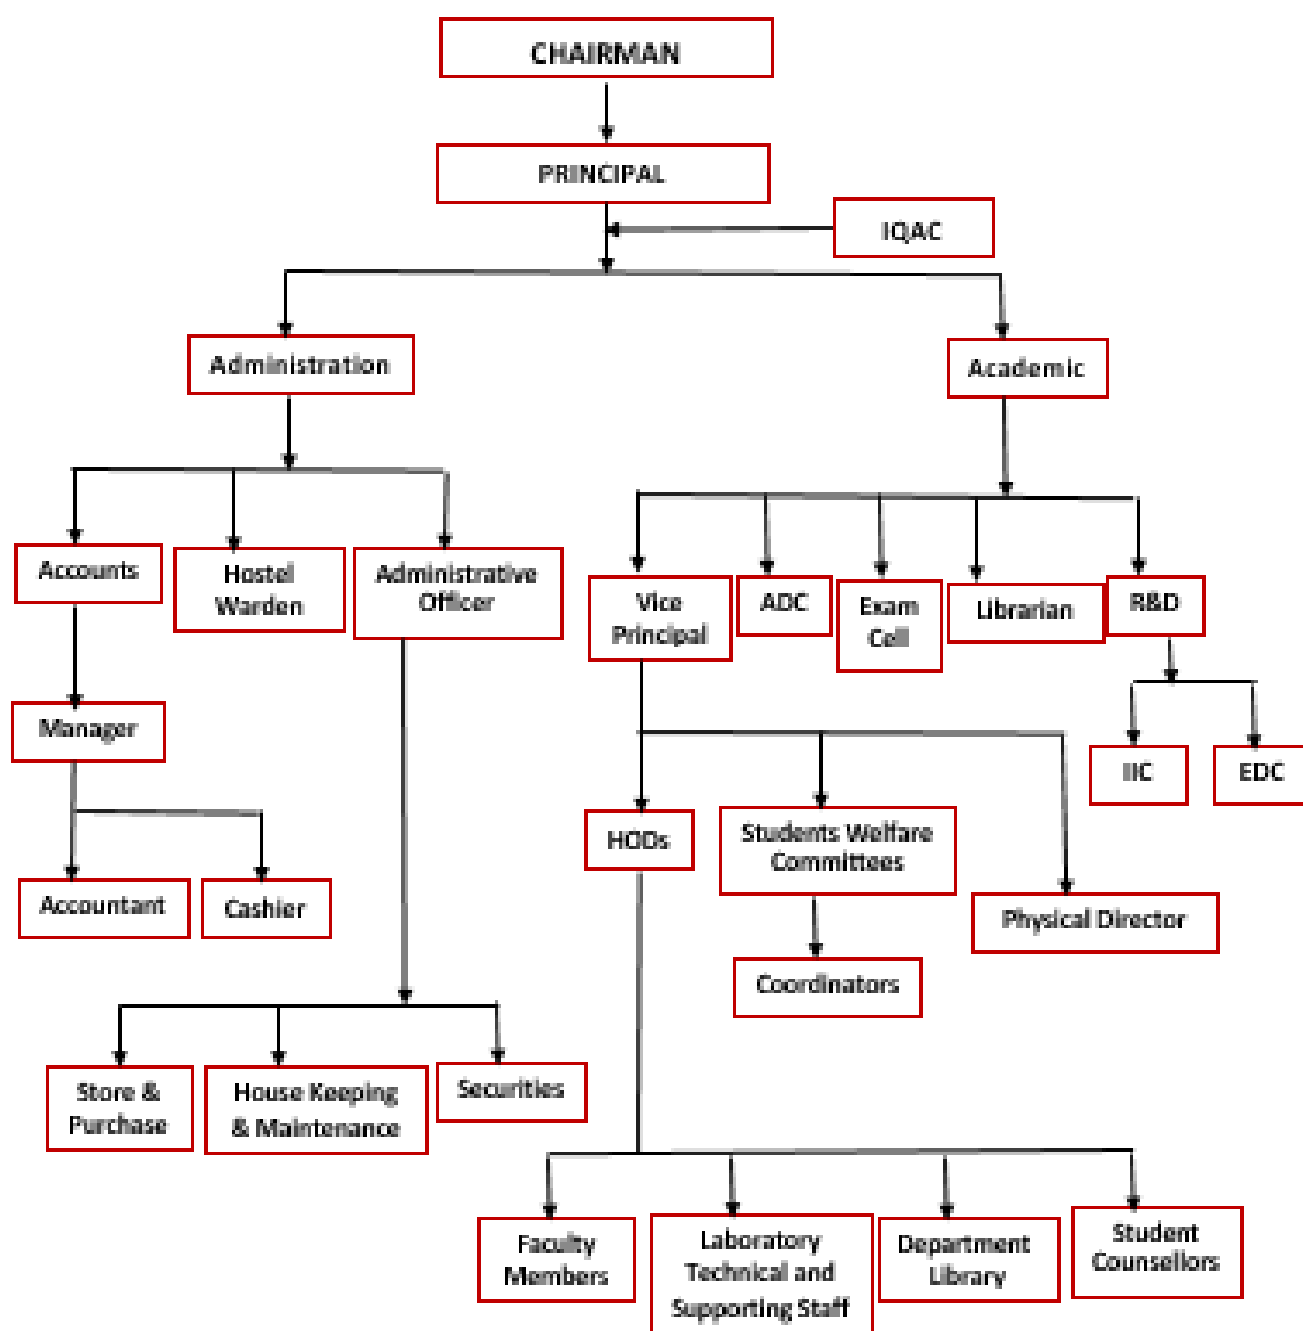 CHAIRMAN
PRINCIPAL
IQAC
Administration
Academic
Accounts
Hostel
Warden
Administrative
Officer
Vice
Principal
ADC
Exam
Cell
Librarian
R&D
Manager
IIC
EDC
HODs
Students Welfare
Committees
Accountant
Cashier
Physical Director
Coordinators
Store &
Purchase
House Keeping
& Maintenance
Securities
Faculty
Members
Laboratory
Technical and
Supporting Staff
Department
Library
Student
Counsellors